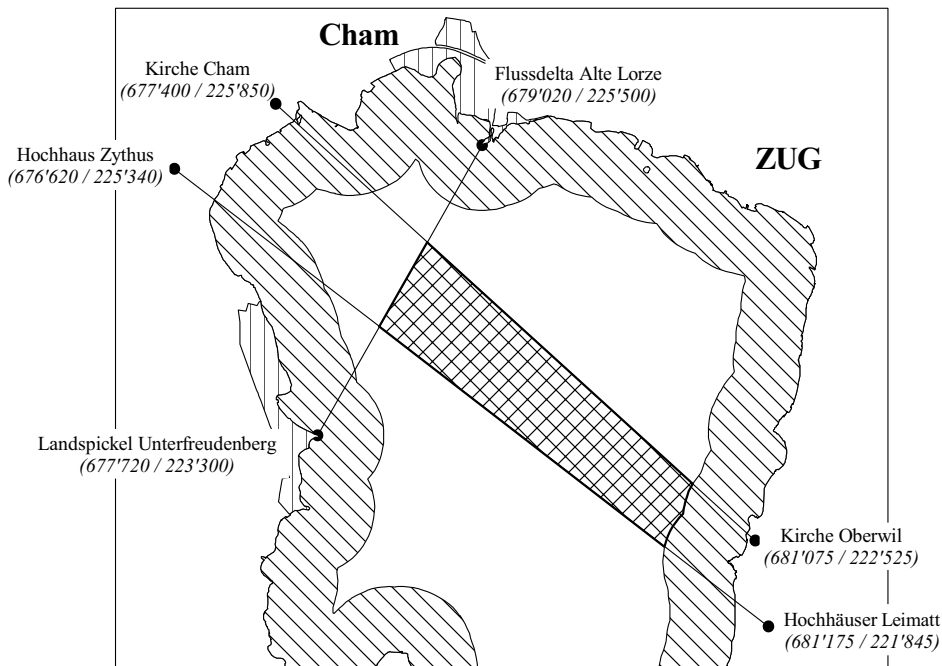 Cham
Kirche Cham
(677'400 / 225'850)
Flussdelta Alte Lorze
(679'020 / 225'500)
Hochhaus Zythus
(676'620 / 225'340)
ZUG
Landspickel Unterfreudenberg
(677'720 / 223'300)
Kirche Oberwil
(681'075 / 222'525)
Hochhäuser Leimatt
(681'175 / 221'845)